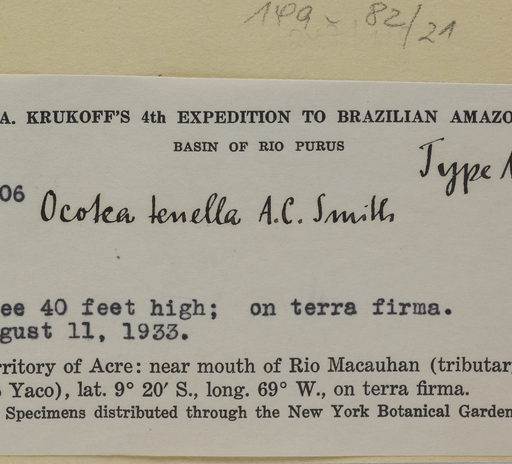 149-82/21
A. KRUKOFF'S 4th EXPEDITION TO BRAZILIAN AMAZO
BASIN OF RIO PURUS
Type
06
Ocotea tenella A.C. Smith
ee 40 feet high; on terra firma.
gust 11, 1933.
rritory of Acre: near mouth of Rio Macauhan (tributar
Yaco), lat. 9° 20′ S., long. 69° W., on terra firma.
Specimens distributed through the New York Botanical Garden